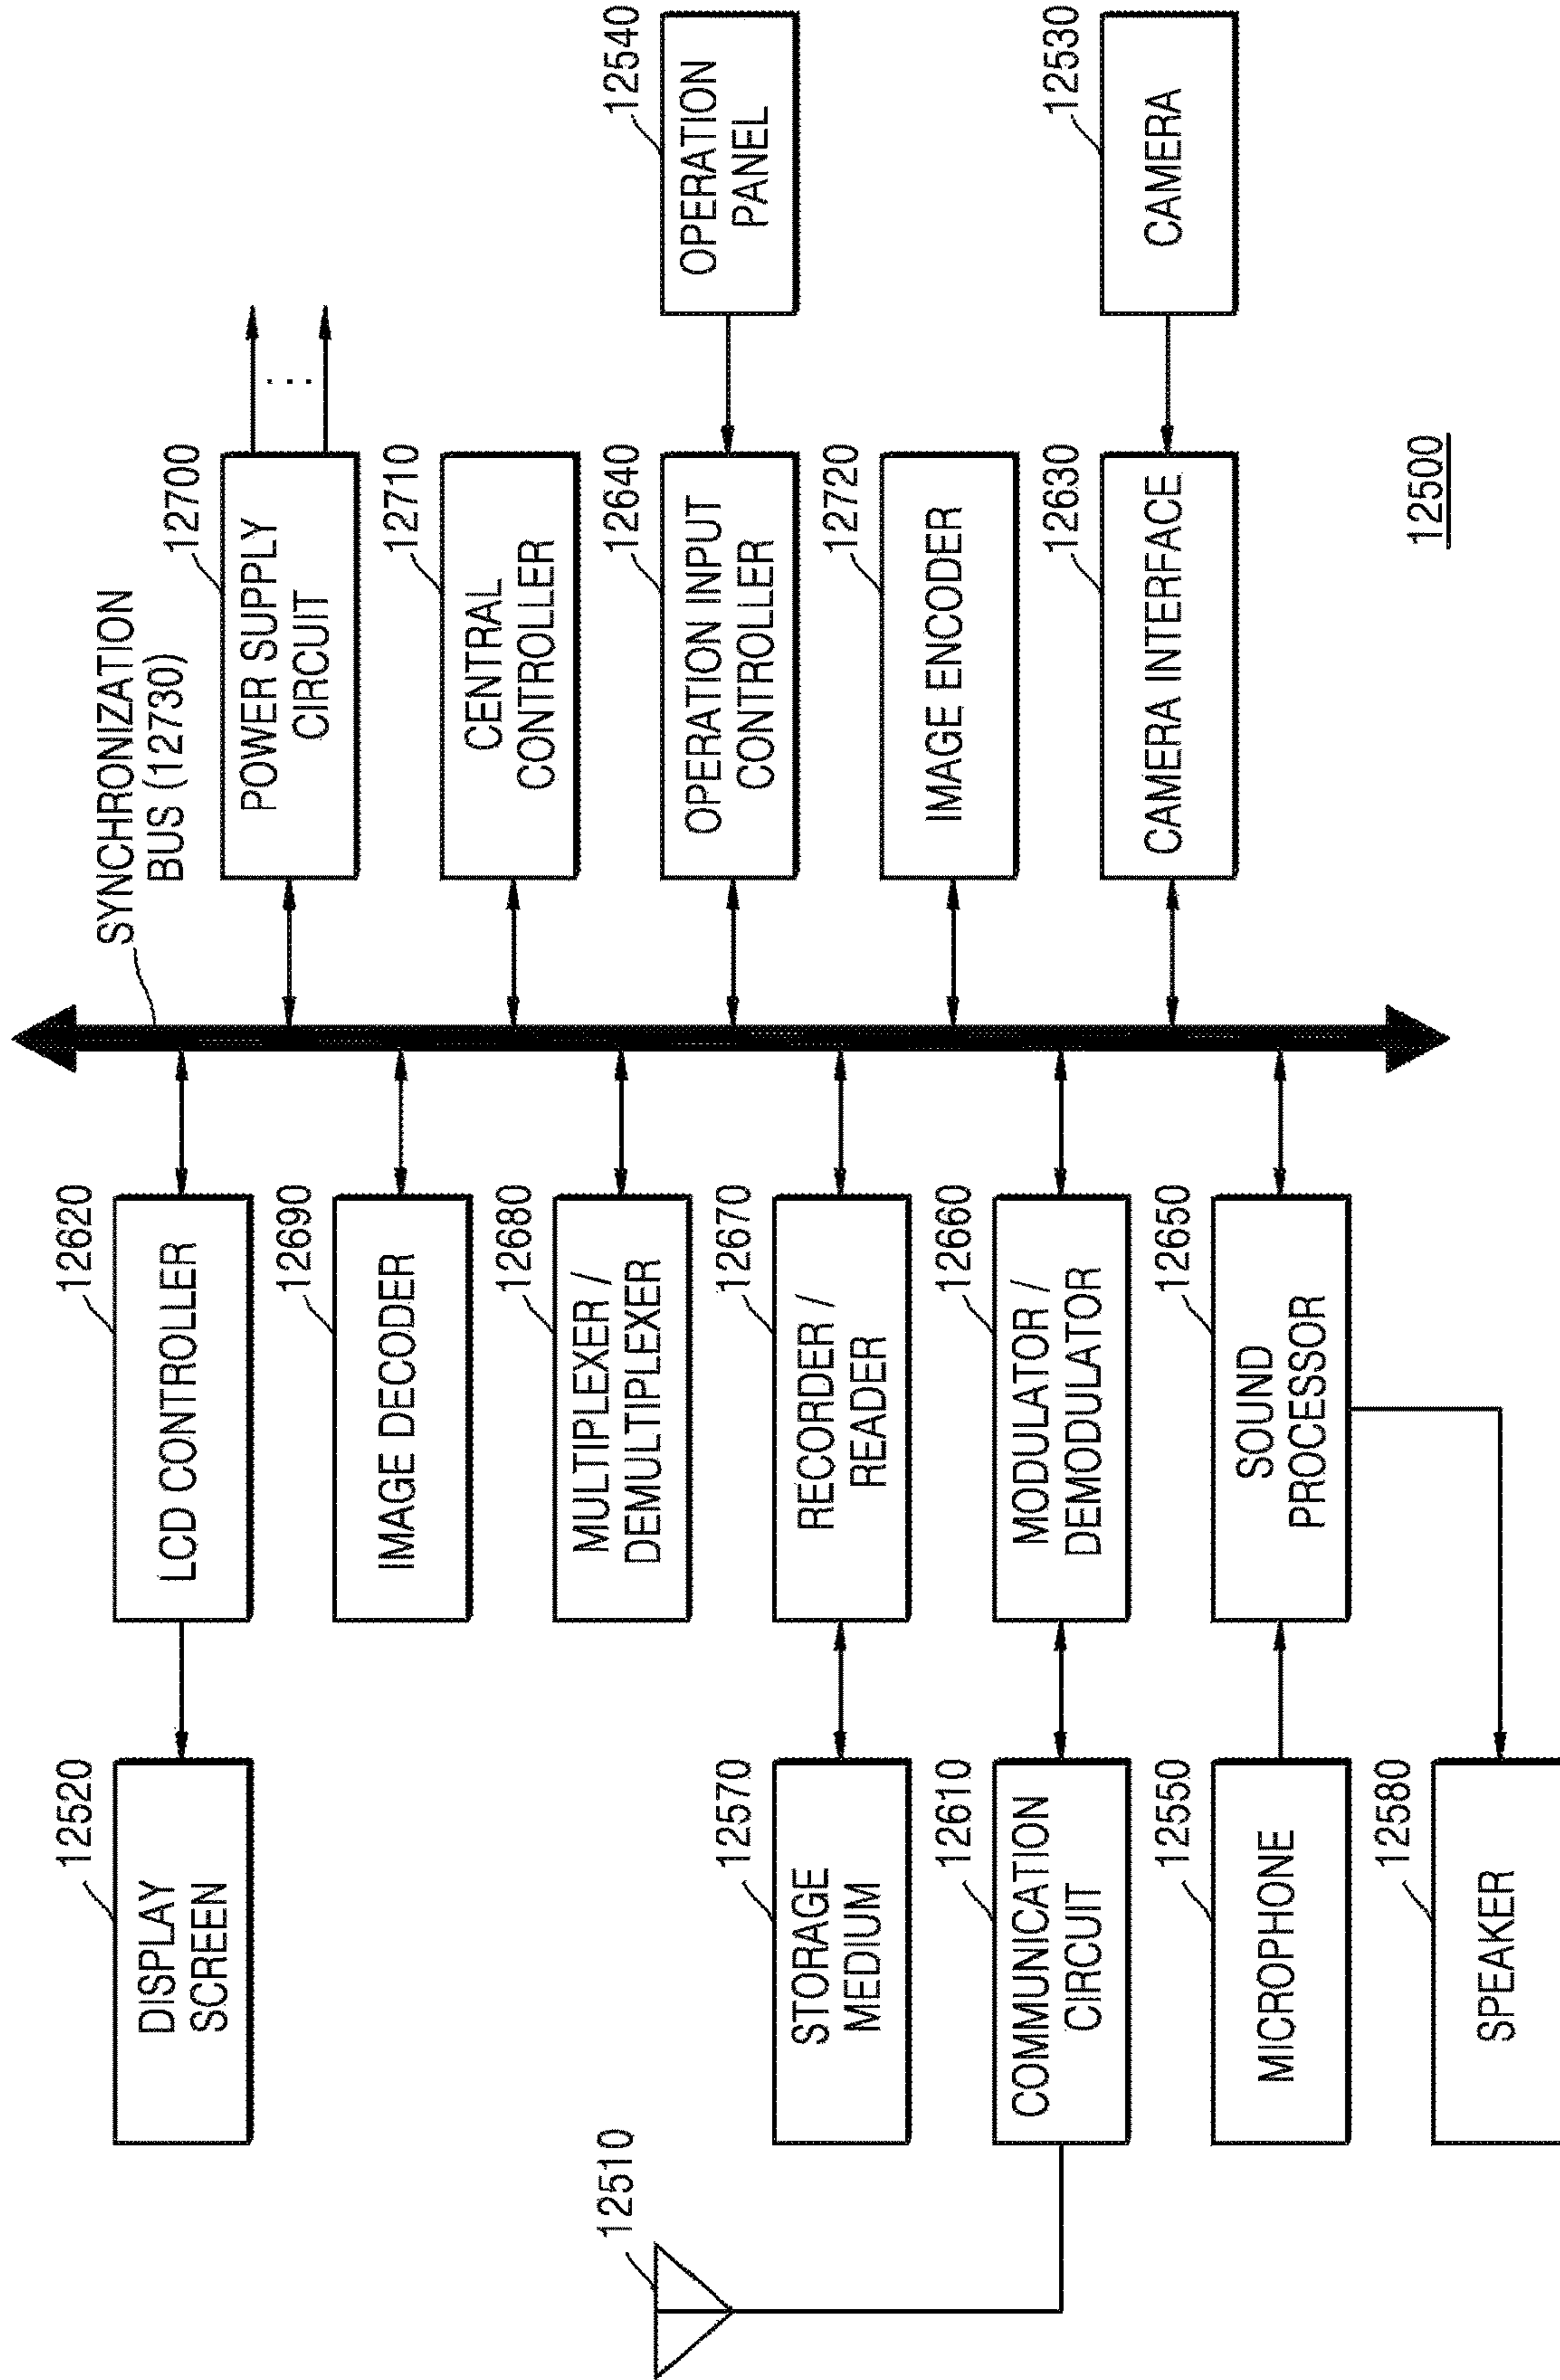 12510
12520
DISPLAY
SCREEN
12620
LCD CONTROLLER
12690
IMAGE DECODER
12680
MULTIPLEXER /
DEMULTIPLEXER
12570
STORAGE
MEDIUM
12670
RECORDER /
READER
12610
COMMUNICATION
CIRCUIT
12660
MODULATOR /
DEMODULATOR
12550
MICROPHONE
12650
SOUND
PROCESSOR
12580
SPEAKER
SYNCHRONIZATION
BUS (12730)
12700
POWER SUPPLY
CIRCUIT
...
12710
CENTRAL
CONTROLLER
12640
OPERATION INPUT
CONTROLLER
12540
OPERATION
PANEL
12720
IMAGE ENCODER
12630
CAMERA INTERFACE
12530
CAMERA
12500